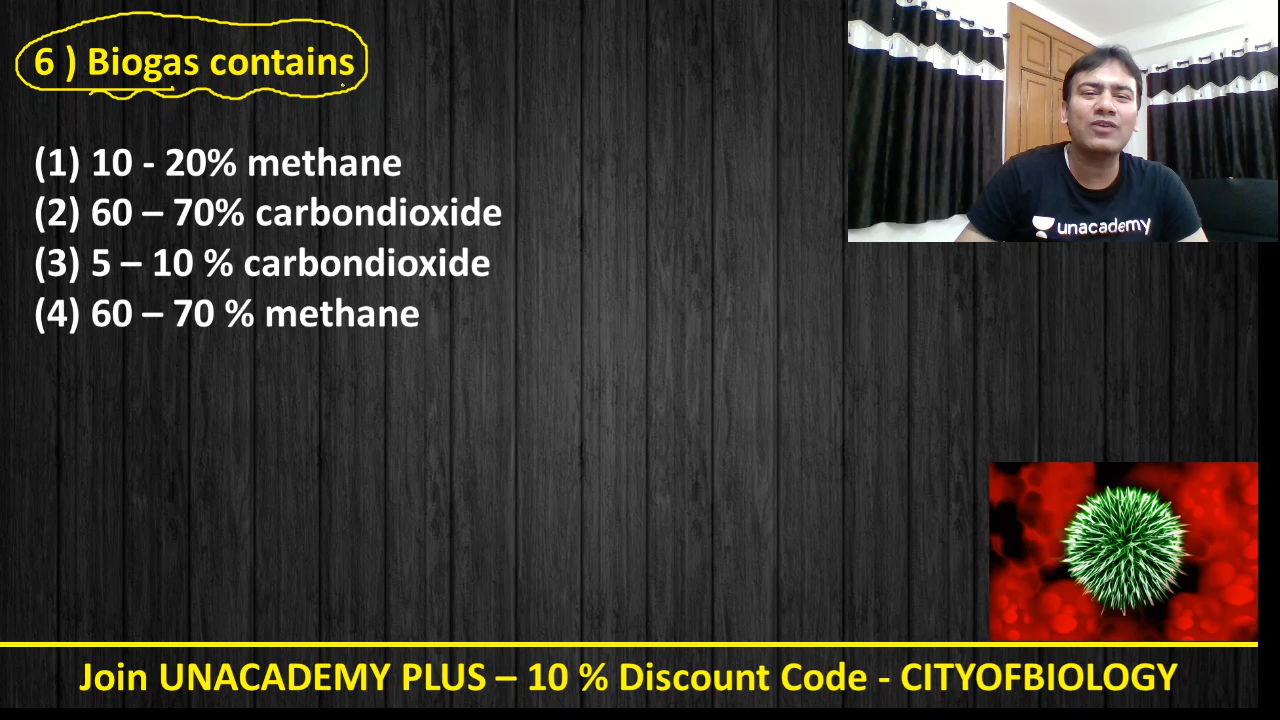 6 ) Biogas contains
(1) 10 - 20% methane
(2) 60 – 70% carbondioxide
(3) 5 – 10 % carbondioxide
(4) 60 – 70 % methane
unacademy
Join UNACADEMY PLUS – 10 % Discount Code - CITYOFBIOLOGY